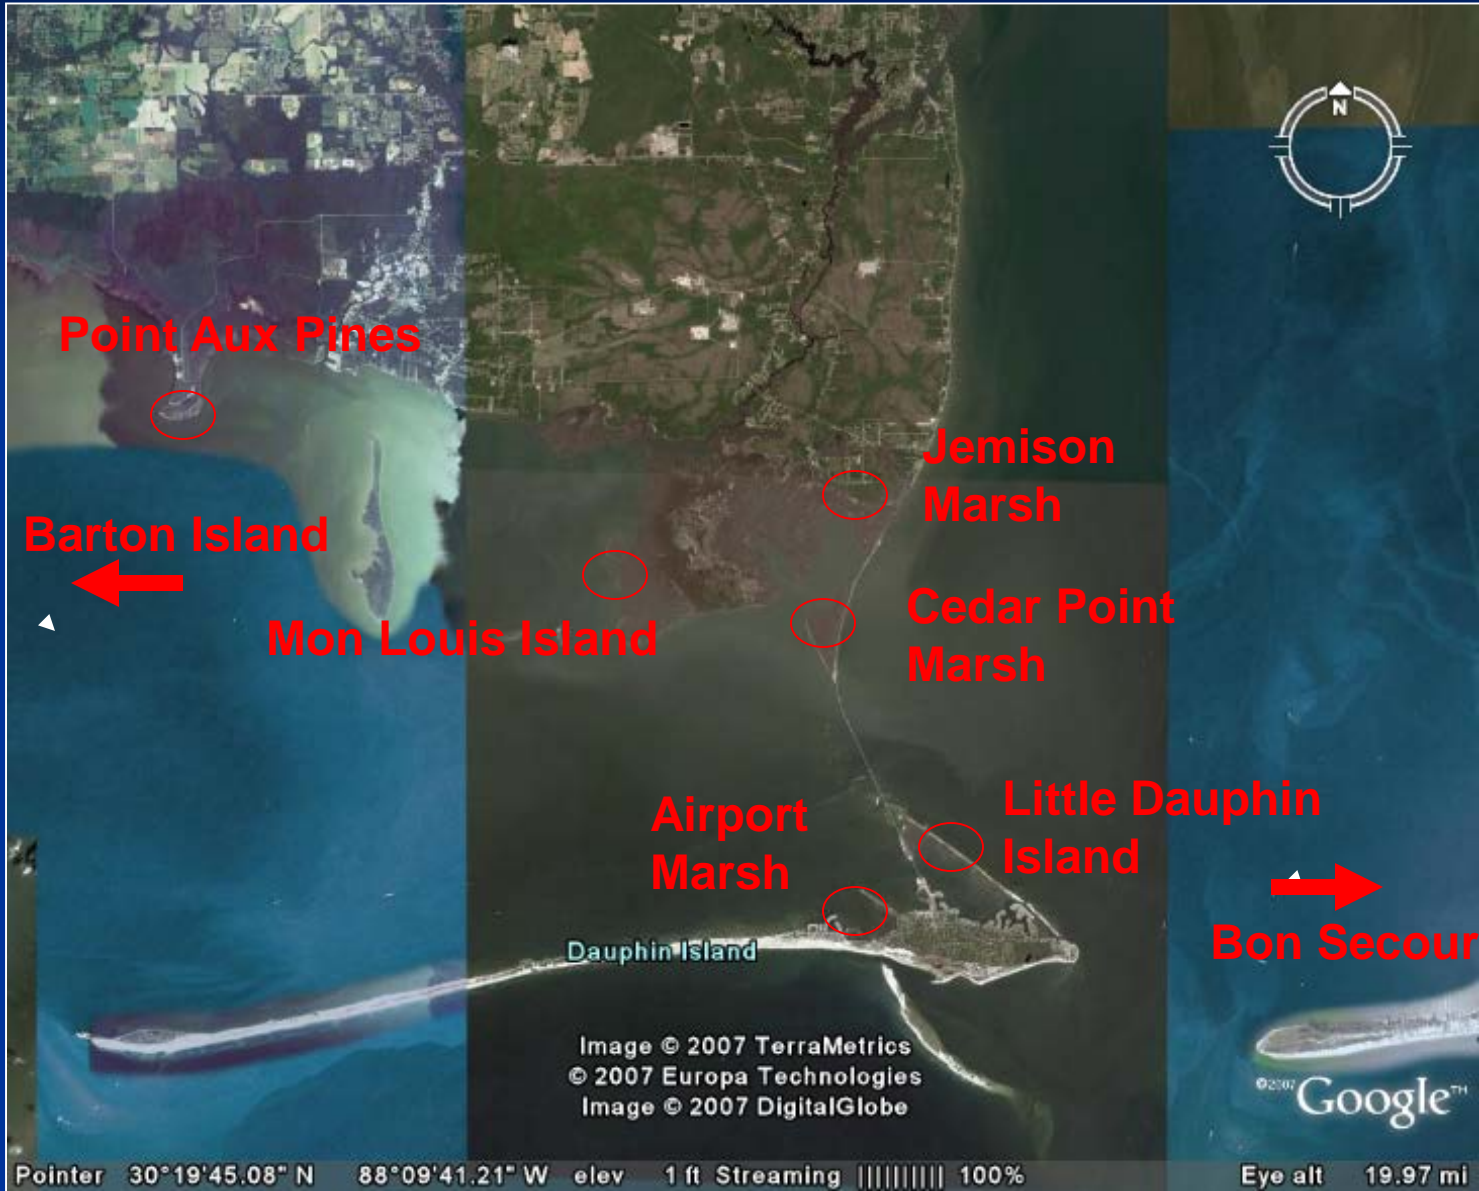 N
Point Aux Pines
Jemison
Marsh
Barton Island
Cedar Point
Marsh
Mon Louis Island
Little Dauphin
Island
Airport
Marsh
Bon Secour
Dauphin Island
Image © 2007 TerraMetrics
© 2007 Europa Technologies
Image © 2007 DigitalGlobe
©2007 Google™
Pointer 30°19'45.08" N 88°09'41.21" W elev 1 ft Streaming |||||||||| 100% Eye alt 19.97 mi